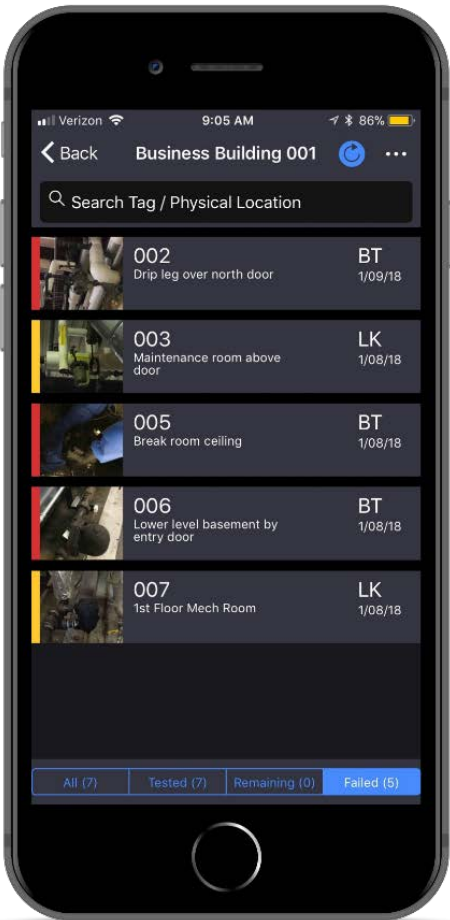 Verizon 9:05 AM 86%
Back Business Building 001
Search Tag / Physical Location
002 BT
Drip leg over north door 1/09/18
003 LK
Maintenance room above 1/08/18
door
005 BT
Break room ceiling 1/08/18
006 BT
Lower level basement by 1/08/18
entry door
007 LK
1st Floor Mech Room 1/08/18
All (7) Tested (7) Remaining (0) Failed (5)